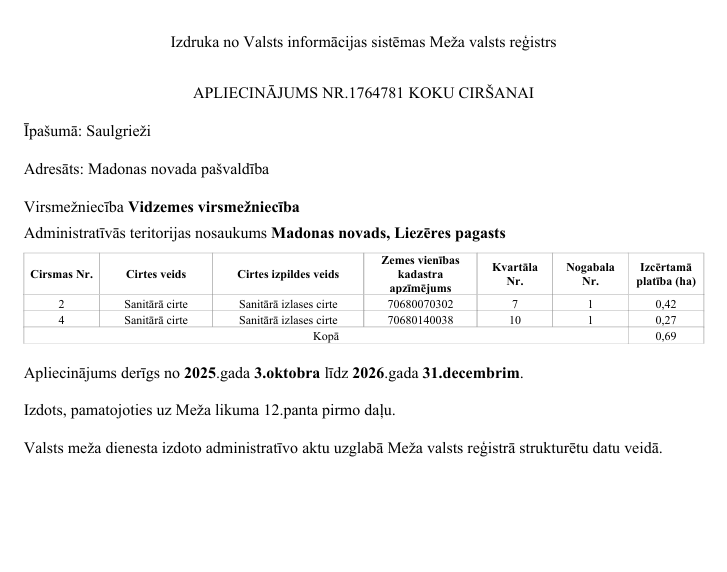 Izdruka no Valsts informācijas sistēmas Meža valsts reģistrs
APLIECINĀJUMS NR.1764781 KOKU CIRŠANAI
Īpašumā: Saulgrieži
Adresāts: Madonas novada pašvaldība
Virsmežniecība Vidzemes virsmežniecība
Administratīvās teritorijas nosaukums Madonas novads, Liezēres pagasts
Cirsmas Nr. Cirtes veids Cirtes izpildes veids Zemes vienības kadastra apzīmējums Kvartāla Nr. Nogabala Nr. Izcērtamā platība (ha)
2 Sanitārā cirte Sanitārā izlases cirte 70680070302 7 1 0,42
4 Sanitārā cirte Sanitārā izlases cirte 70680140038 10 1 0,27
Kopā 0,69
Apliecinājums derīgs no 2025.gada 3.oktobra līdz 2026.gada 31.decembrim.
Izdots, pamatojoties uz Meža likuma 12.panta pirmo daļu.
Valsts meža dienesta izdoto administratīvo aktu uzglabā Meža valsts reģistrā strukturētu datu veidā.